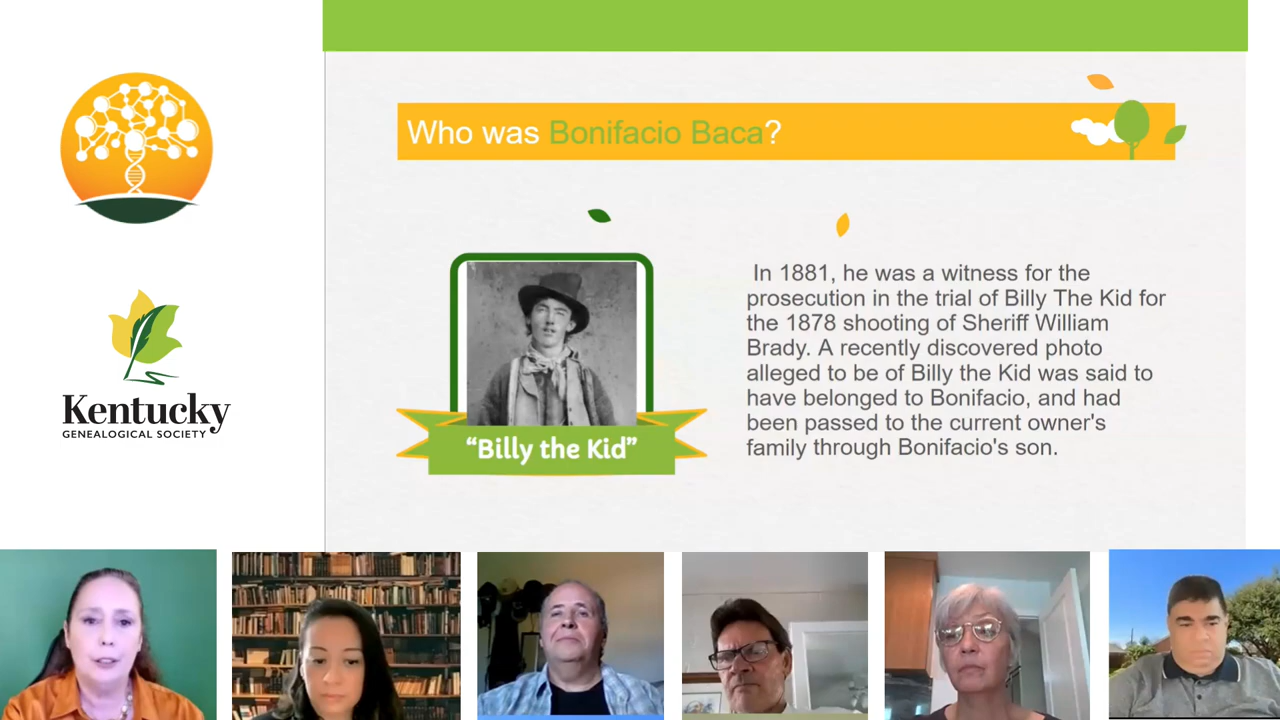 Who was Bonifacio Baca?
In 1881, he was a witness for the
prosecution in the trial of Billy The Kid for
the 1878 shooting of Sheriff William
Brady. A recently discovered photo
alleged to be of Billy the Kid was said to
have belonged to Bonifacio, and had
been passed to the current owner's
family through Bonifacio's son.
“Billy the Kid”
Kentucky
GENEALOGICAL SOCIETY